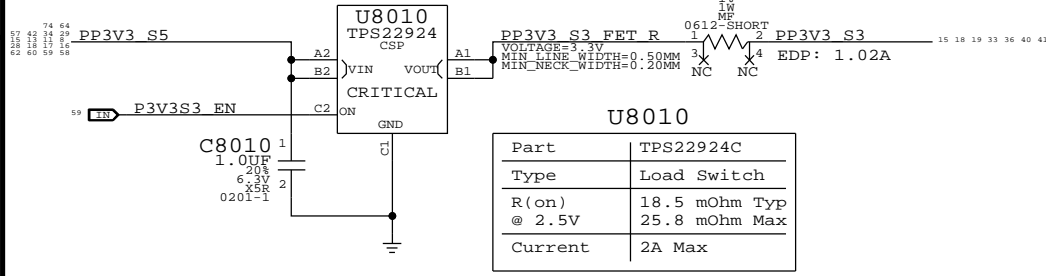 1W
MF
0612-SHORT
74 64
57 42 34 29
15 13 11 8
28 18 17 16
62 60 59 58
PP3V3_S5
U8010
TPS22924
CSP
A2
B2
VIN
VOUT
A1
B1
CRITICAL
C2
ON
GND
C1
PP3V3_S3_FET_R
VOLTAGE=3.3V
MIN_LINE_WIDTH=0.50MM
MIN_NECK_WIDTH=0.20MM
1
2
3
4
NC
NC
PP3V3_S3
EDP: 1.02A
15 18 19 33 36 40 41
59
IN
P3V3S3_EN
C8010
1.0UF
20%
6.3V
X5R
0201-1
1
2
U8010
Part TPS22924C
Type Load Switch
R(on) 18.5 mOhm Typ
@ 2.5V 25.8 mOhm Max
Current 2A Max